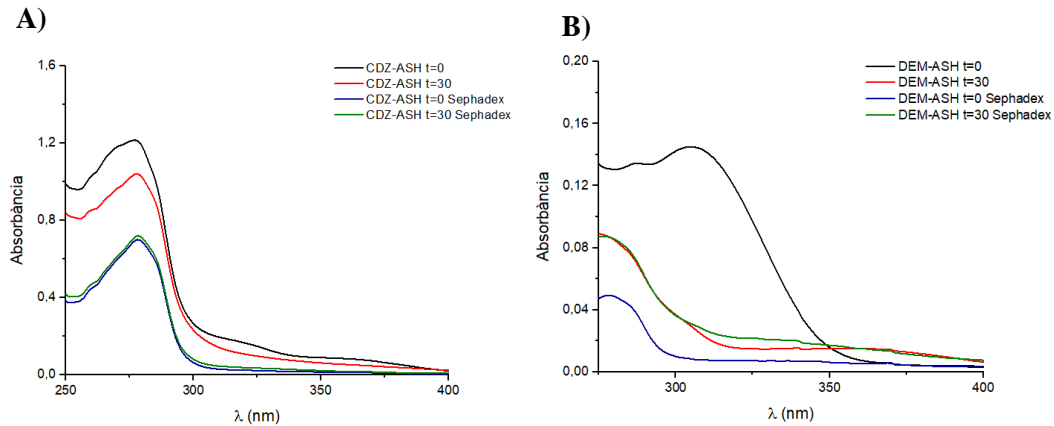 A)
1,6
1,2
0,8
0,4
0,0
Absorbància
250
300
350
400
λ (nm)
CDZ-ASH t=0
CDZ-ASH t=30
CDZ-ASH t=0 Sephadex
CDZ-ASH t=30 Sephadex
B)
0,20
0,16
0,12
0,08
0,04
0,00
Absorbància
300
350
400
λ (nm)
DEM-ASH t=0
DEM-ASH t=30
DEM-ASH t=0 Sephadex
DEM-ASH t=30 Sephadex